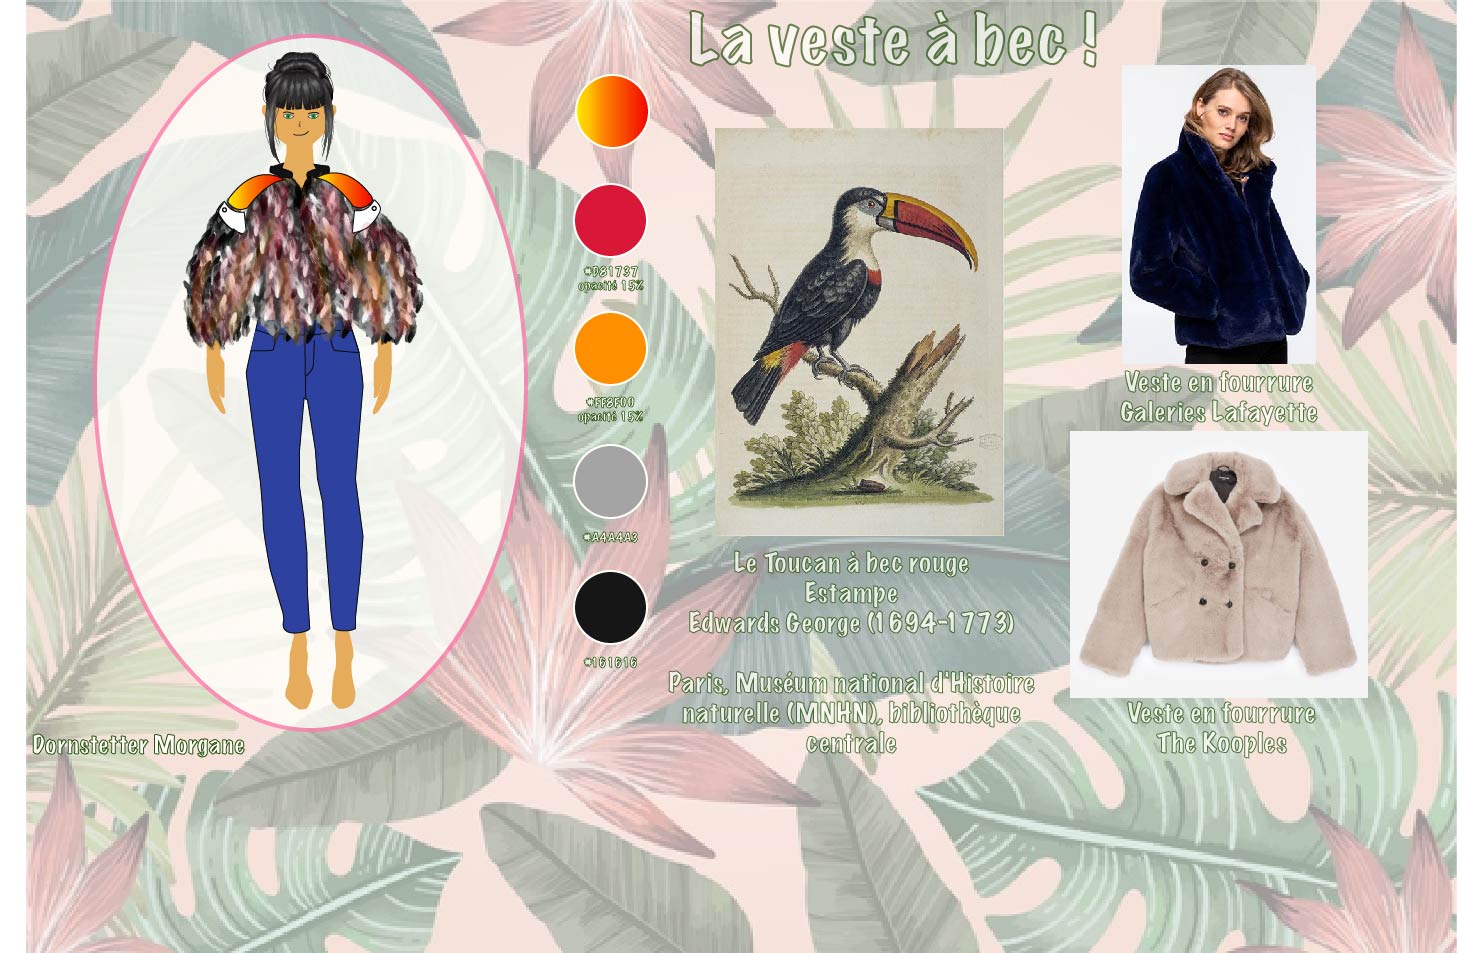 La veste à bec !
#D81737
opacité 15%
#FF8F00
opacité 15%
#A4A4A3
#161616
Dornstetter Morgane
Le Toucan à bec rouge
Estampe
Edwards George (1694-1773)
Paris, Muséum national d'Histoire
naturelle (MNHN), bibliothèque
centrale
Veste en fourrure
Galeries Lafayette
Veste en fourrure
The Kooples